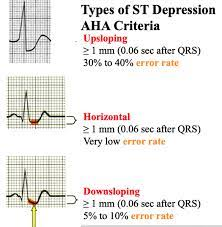 Types of ST Depression
AHA Criteria
Upsloping
≥ 1 mm (0.06 sec after QRS)
30% to 40% error rate
Horizontal
≥ 1 mm (0.06 sec after QRS)
Very low error rate
Downsloping
≥ 1 mm (0.06 sec after QRS)
5% to 10% error rate